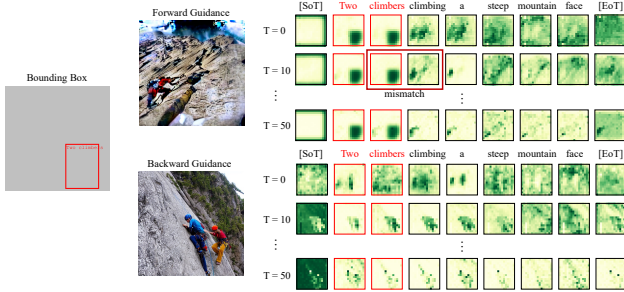 Forward Guidance
[SoT] Two climbers climbing a steep mountain face [EoT]
T = 0
T = 10
mismatch
⋮ ⋮
T = 50
Bounding Box
Two climbers
Backward Guidance
[SoT] Two climbers climbing a steep mountain face [EoT]
T = 0
T = 10
⋮ ⋮
T = 50